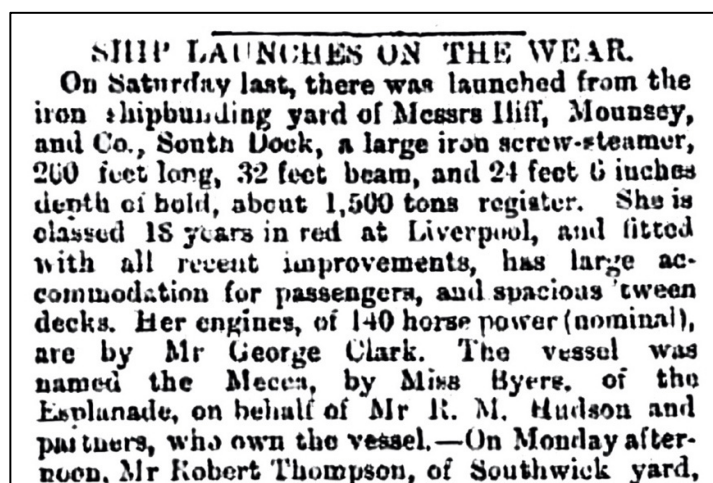 SHIP LAUNCHES ON THE WEAR.
On Saturday last, there was launched from the
iron shipbuilding yard of Messrs Iliff, Mounsey,
and Co., South Dock, a large iron screw-steamer,
260 feet long, 32 feet beam, and 24 feet 6 inches
depth of hold, about 1,500 tons register. She is
classed 18 years in red at Liverpool, and fitted
with all recent improvements, has large ac-
commodation for passengers, and spacious 'tween
decks. Her engines, of 140 horse power (nominal),
are by Mr George Clark. The vessel was
named the Mecca, by Miss Byers, of the
Esplanade, on behalf of Mr R. M. Hudson and
partners, who own the vessel.—On Monday after-
noon, Mr Robert Thompson, of Southwick yard,